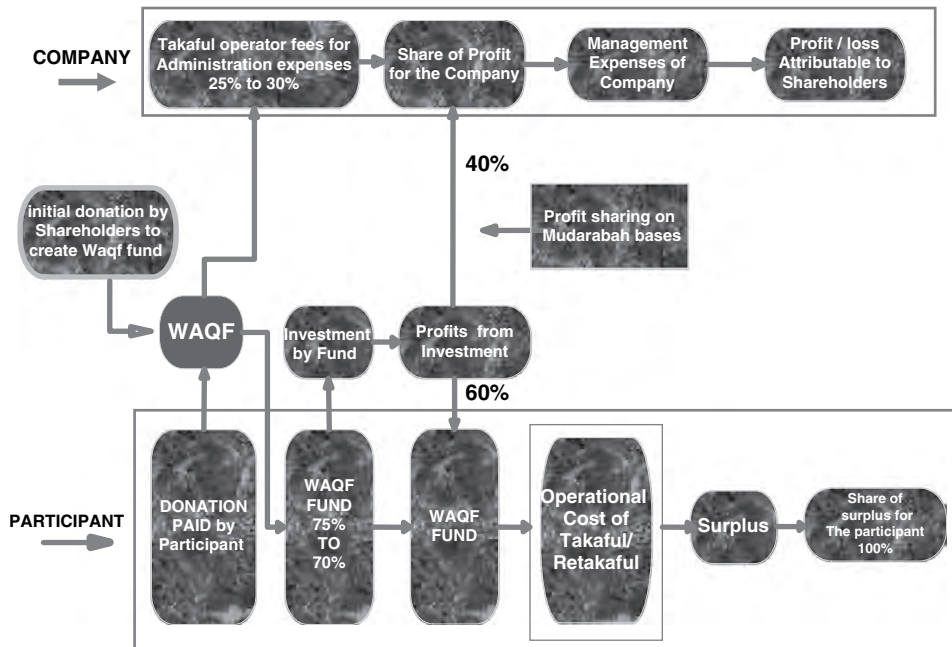 COMPANY
Takaful operator fees for
Administration expenses
25% to 30%
Share of Profit
for the Company
Management
Expenses of
Company
Profit / loss
Attributable to
Shareholders
40%
initial donation by
Shareholders to
create Waqf fund
Profit sharing on
Mudarabah bases
WAQF
Investment
by Fund
Profits from
Investment
60%
PARTICIPANT
DONATION
PAID by
Participant
WAQF
FUND
75%
TO
70%
WAQF
FUND
Operational
Cost of
Takaful/
Retakaful
Surplus
Share of
surplus for
The participant
100%